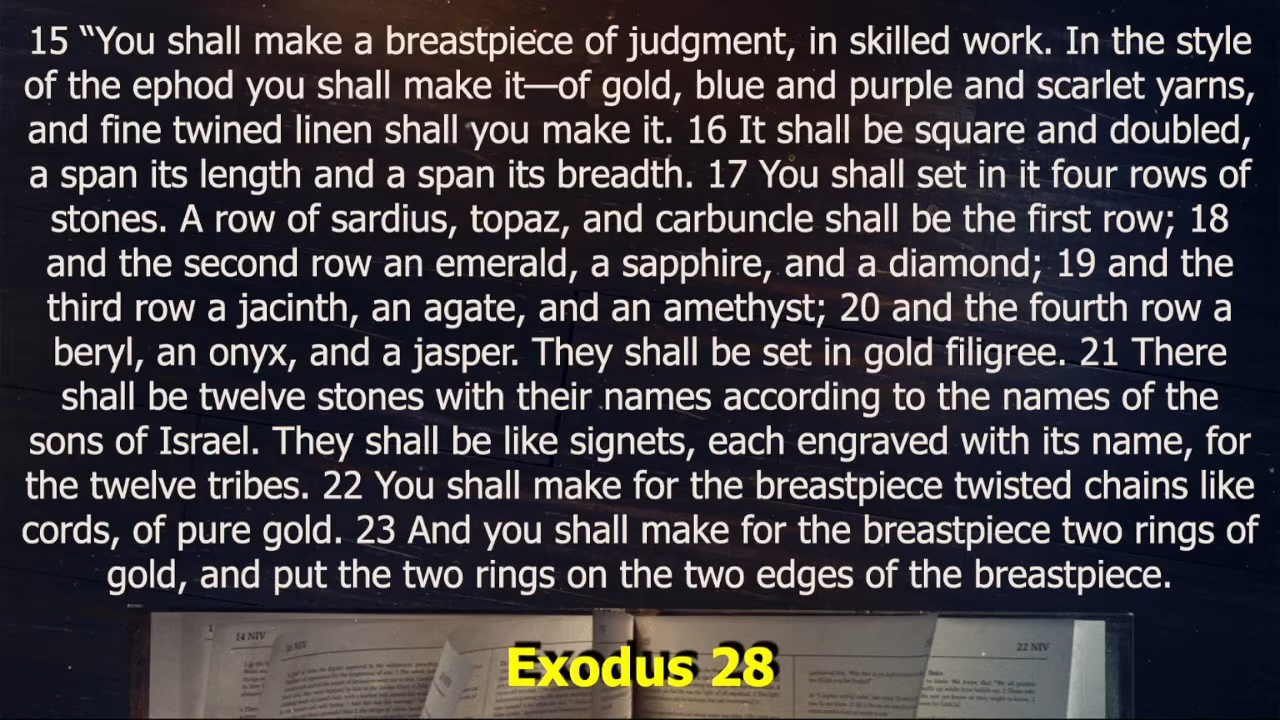 15 “You shall make a breastpiece of judgment, in skilled work. In the style
of the ephod you shall make it—of gold, blue and purple and scarlet yarns,
and fine twined linen shall you make it. 16 It shall be square and doubled,
a span its length and a span its breadth. 17 You shall set in it four rows of
stones. A row of sardius, topaz, and carbuncle shall be the first row; 18
and the second row an emerald, a sapphire, and a diamond; 19 and the
third row a jacinth, an agate, and an amethyst; 20 and the fourth row a
beryl, an onyx, and a jasper. They shall be set in gold filigree. 21 There
shall be twelve stones with their names according to the names of the
sons of Israel. They shall be like signets, each engraved with its name, for
the twelve tribes. 22 You shall make for the breastpiece twisted chains like
cords, of pure gold. 23 And you shall make for the breastpiece two rings of
gold, and put the two rings on the two edges of the breastpiece.
14 NIV
22 NIV
Exodus 28